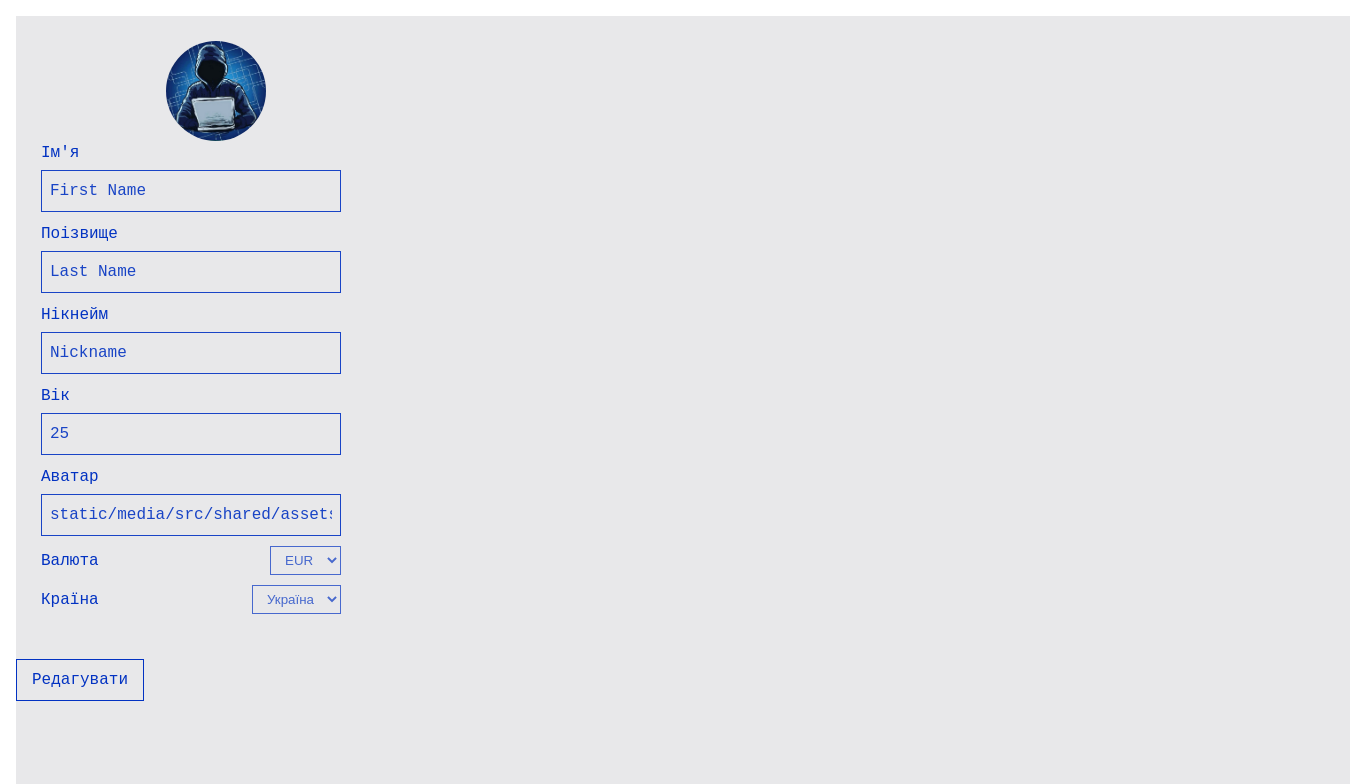 Ім'я
First Name
Поізвище
Last Name
Нікнейм
Nickname
Вік
25
Аватар
static/media/src/shared/assets
Валюта
EUR
Країна
Україна
Редагувати